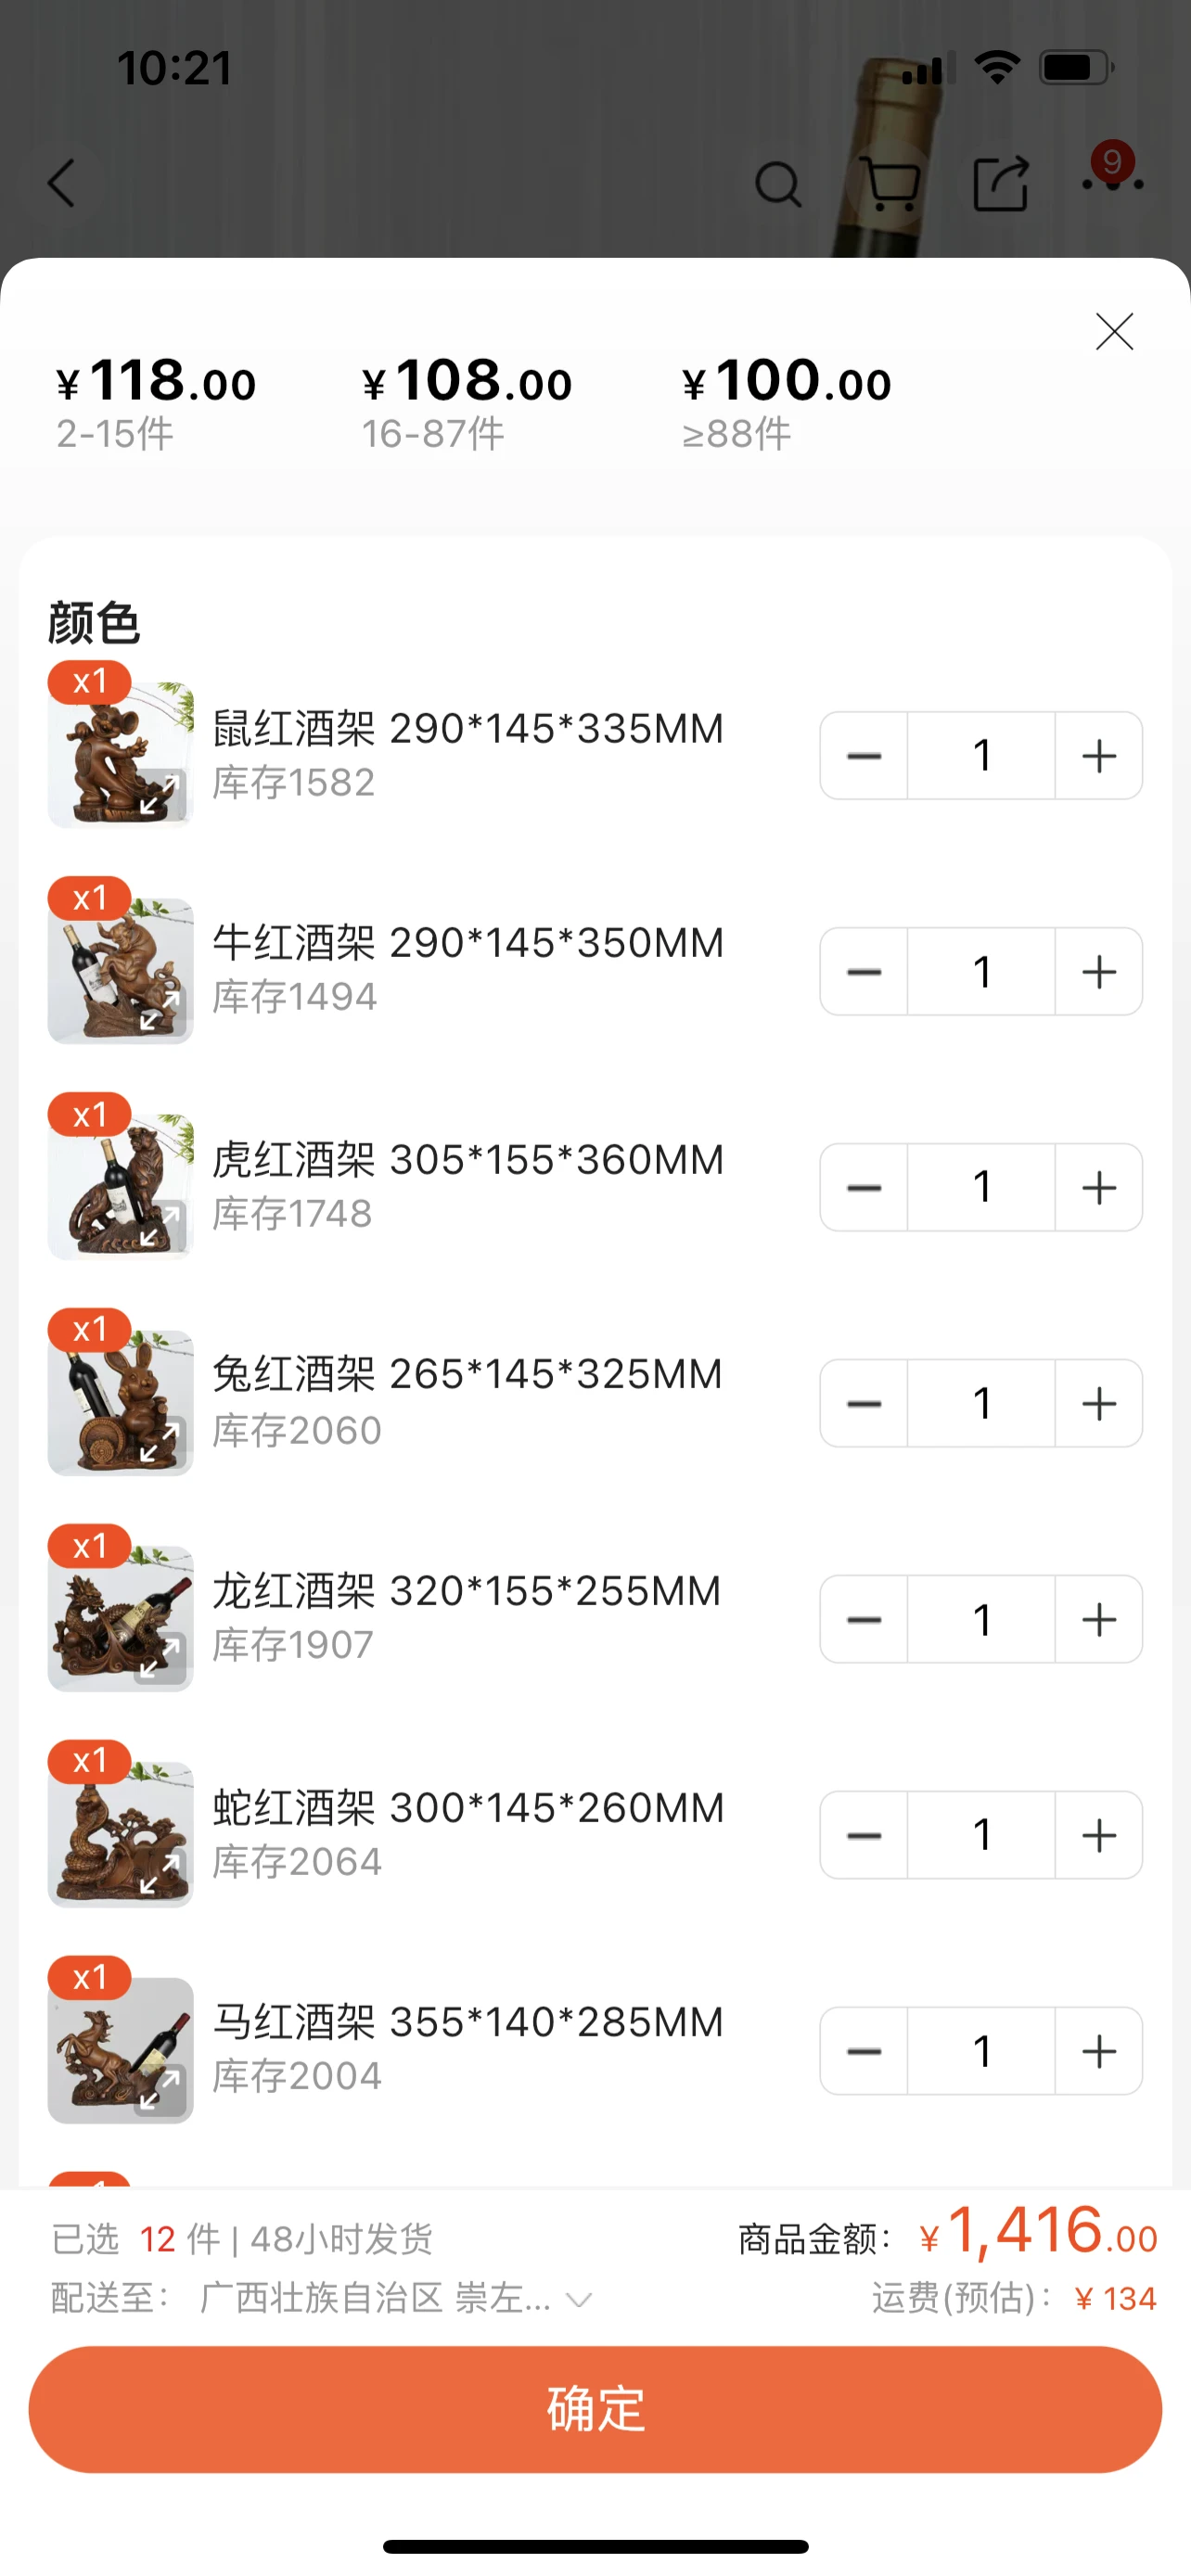 10:21
9
¥118.00 ¥108.00 ¥100.00
2-15件 16-87件 ≥88件
颜色
x1
鼠红酒架 290*145*335MM
库存1582
1
x1
牛红酒架 290*145*350MM
库存1494
1
x1
虎红酒架 305*155*360MM
库存1748
1
x1
兔红酒架 265*145*325MM
库存2060
1
x1
龙红酒架 320*155*255MM
库存1907
1
x1
蛇红酒架 300*145*260MM
库存2064
1
x1
马红酒架 355*140*285MM
库存2004
1
已选 12 件 | 48小时发货 商品金额：¥1,416.00
配送至： 广西壮族自治区 崇左... 运费(预估)：¥ 134
确定